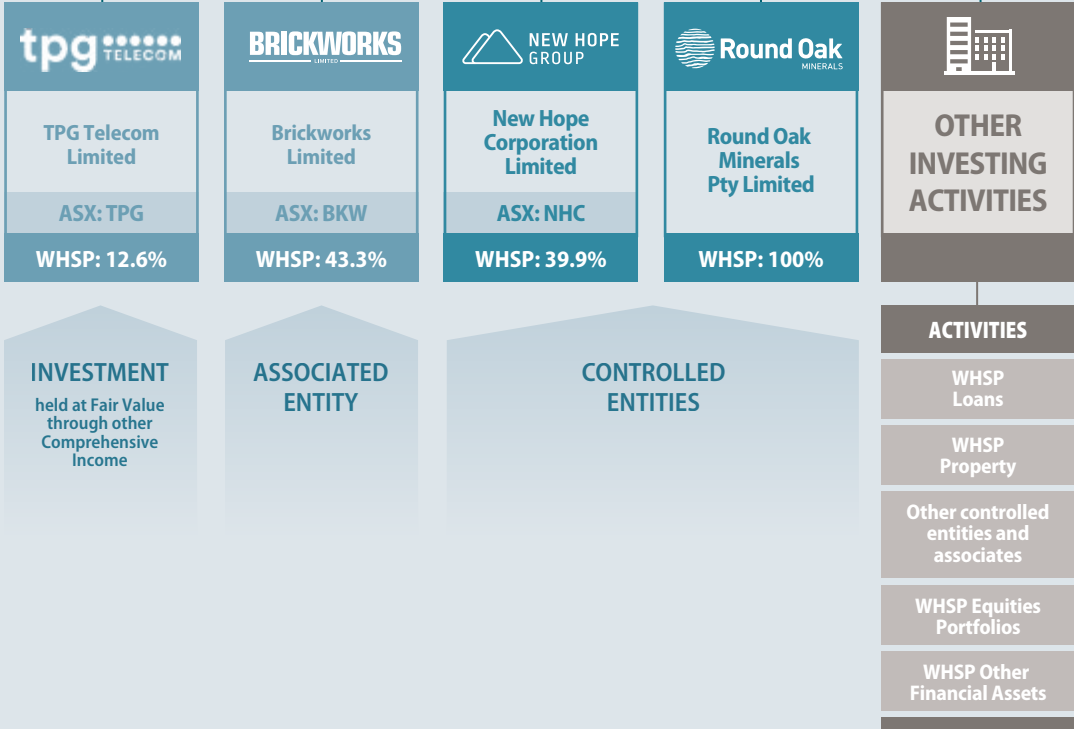 tpg TELECOM
TPG Telecom
Limited
ASX: TPG
WHSP: 12.6%
BRICKWORKS
LIMITED
Brickworks
Limited
ASX: BKW
WHSP: 43.3%
NEW HOPE
GROUP
New Hope
Corporation
Limited
ASX: NHC
WHSP: 39.9%
Round Oak
MINERALS
Round Oak
Minerals
Pty Limited
WHSP: 100%
OTHER
INVESTING
ACTIVITIES
INVESTMENT
held at Fair Value
through other
Comprehensive
Income
ASSOCIATED
ENTITY
CONTROLLED
ENTITIES
ACTIVITIES
WHSP
Loans
WHSP
Property
Other controlled
entities and
associates
WHSP Equities
Portfolios
WHSP Other
Financial Assets